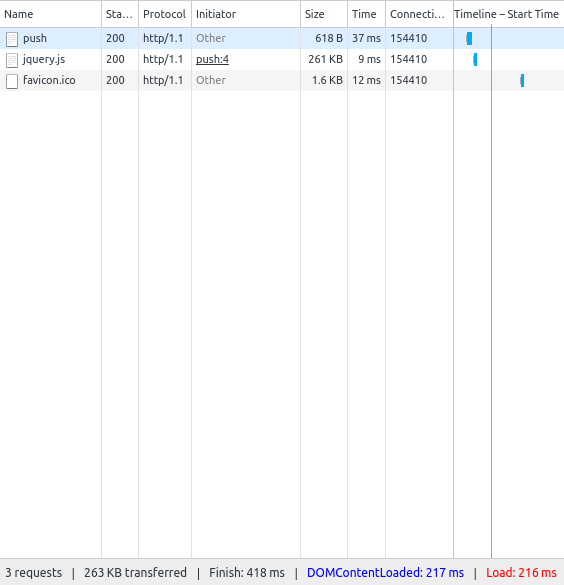 Name Sta... Protocol Initiator Size Time Connecti... Timeline – Start Time
push 200 http/1.1 Other 618 B 37 ms 154410
jquery.js 200 http/1.1 push:4 261 KB 9 ms 154410
favicon.ico 200 http/1.1 Other 1.6 KB 12 ms 154410
3 requests | 263 KB transferred | Finish: 418 ms | DOMContentLoaded: 217 ms | Load: 216 ms